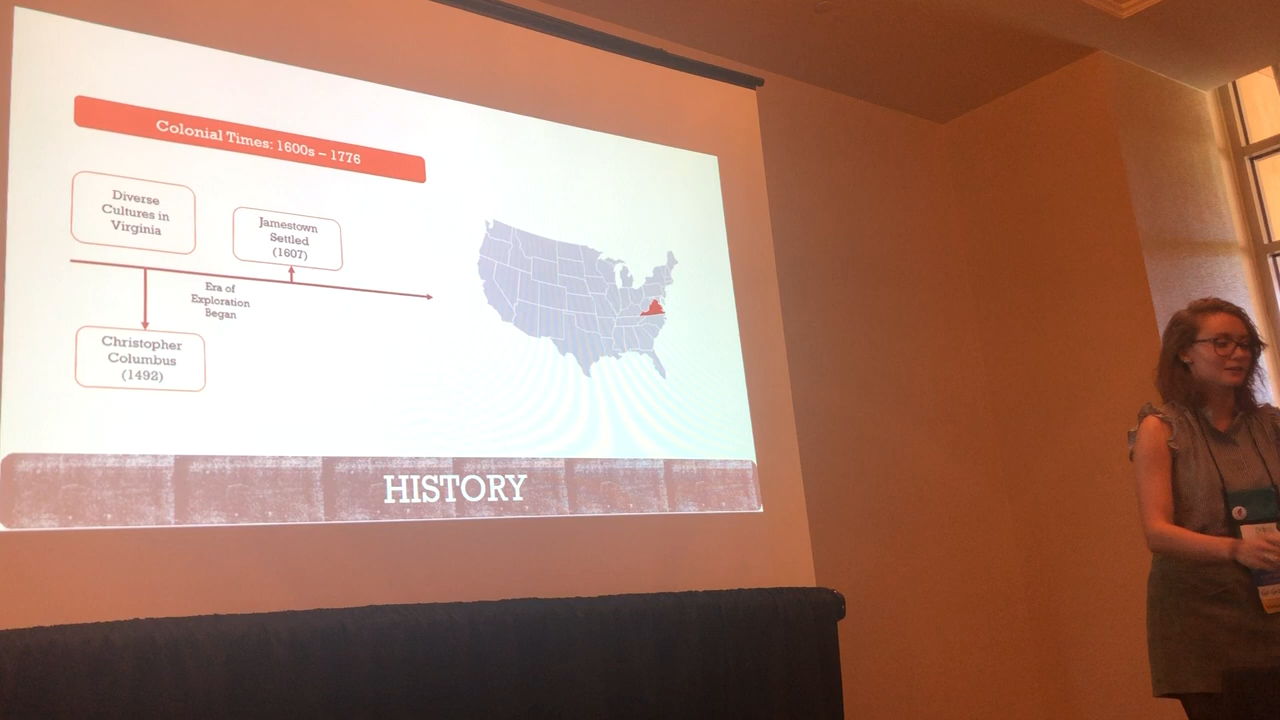 Colonial Times: 1600s – 1776
Diverse
Cultures in
Virginia
Jamestown
Settled
(1607)
Era of
Exploration
Began
Christopher
Columbus
(1492)
HISTORY